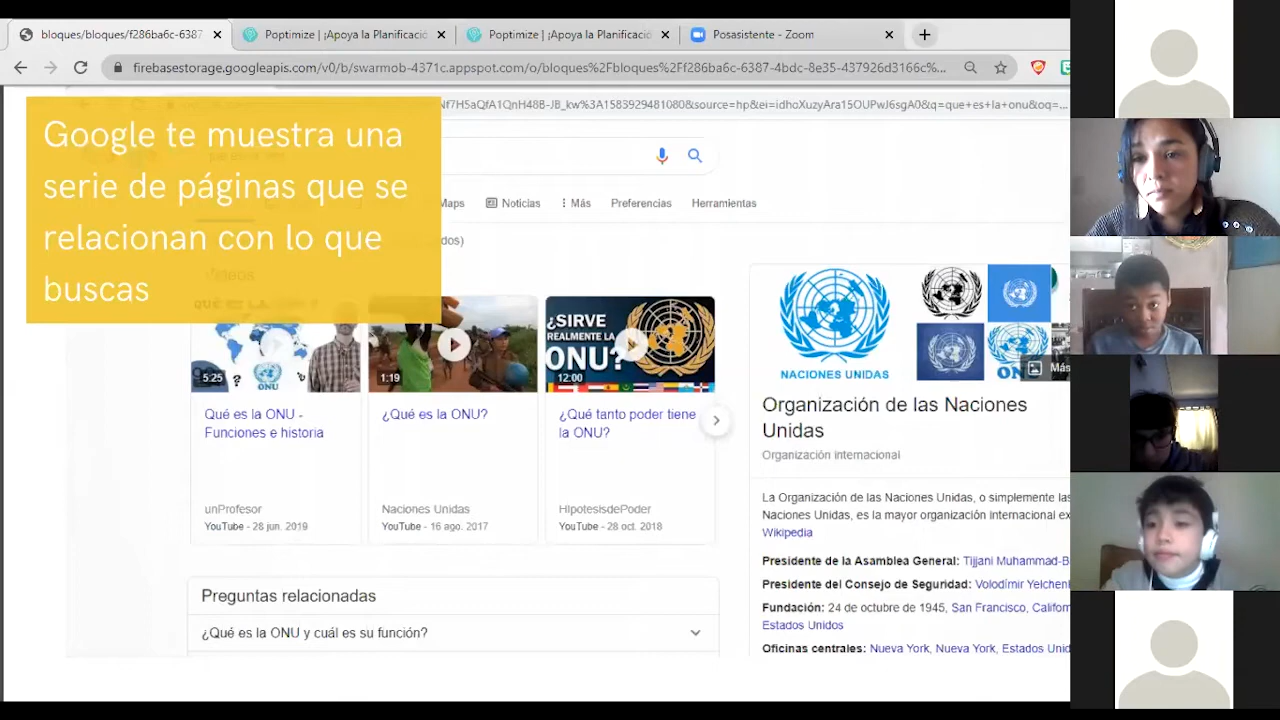 bloques/bloques/f286ba6c-6387
Poptimize | ¡Apoya la Planificació
Poptimize | ¡Apoya la Planificació
Posasistente - Zoom
firebasestorage.googleapis.com/v0/b/swarmob-4371c.appspot.com/o/bloques%2Fbloques%2Ff286ba6c-6387-4bdc-8e35-437926d3166c%...
Google te muestra una
serie de páginas que se
relacionan con lo que
buscas
Maps
Noticias
Más
Preferencias
Herramientas
dos)
5:25
ONU
1:19
¿SIRVE
REALMENTE LA
ONU?
12:00
Qué es la ONU -
Funciones e historia
unProfesor
YouTube - 28 jun. 2019
¿Qué es la ONU?
Naciones Unidas
YouTube - 16 ago. 2017
¿Qué tanto poder tiene
la ONU?
HipotesisdePoder
YouTube - 28 oct. 2018
Preguntas relacionadas
¿Qué es la ONU y cuál es su función?
NACIONES UNIDAS
Más
Organización de las Naciones
Unidas
Organización internacional
La Organización de las Naciones Unidas, o simplemente las
Naciones Unidas, es la mayor organización internacional ex
Wikipedia
Presidente de la Asamblea General: Tijjani Muhammad-B
Presidente del Consejo de Seguridad: Volodímir Yelchen
Fundación: 24 de octubre de 1945, San Francisco, Californ
Estados Unidos
Oficinas centrales: Nueva York, Nueva York, Estados Unid